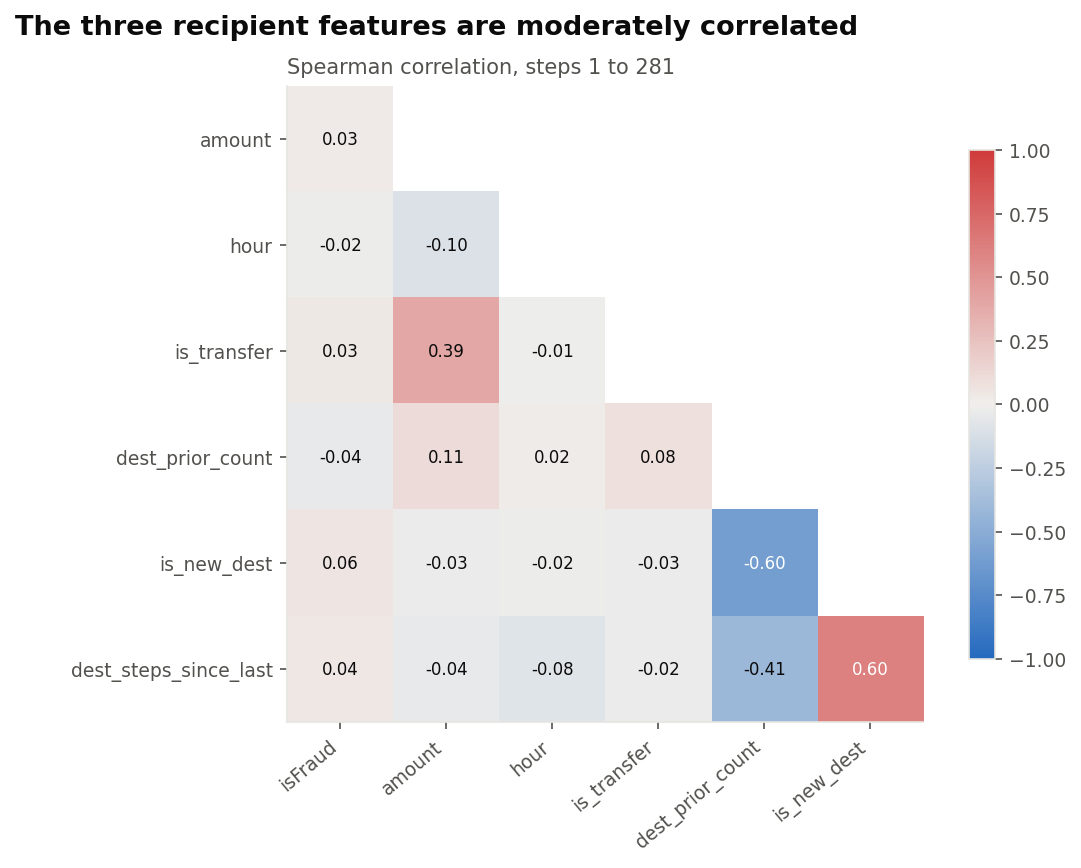 The three recipient features are moderately correlated
Spearman correlation, steps 1 to 281
amount 0.03
hour -0.02 -0.10
is_transfer 0.03 0.39 -0.01
dest_prior_count -0.04 0.11 0.02 0.08
is_new_dest 0.06 -0.03 -0.02 -0.03 -0.60
dest_steps_since_last 0.04 -0.04 -0.08 -0.02 -0.41 0.60
isFraud amount hour is_transfer dest_prior_count is_new_dest
1.00
0.75
0.50
0.25
0.00
−0.25
−0.50
−0.75
−1.00